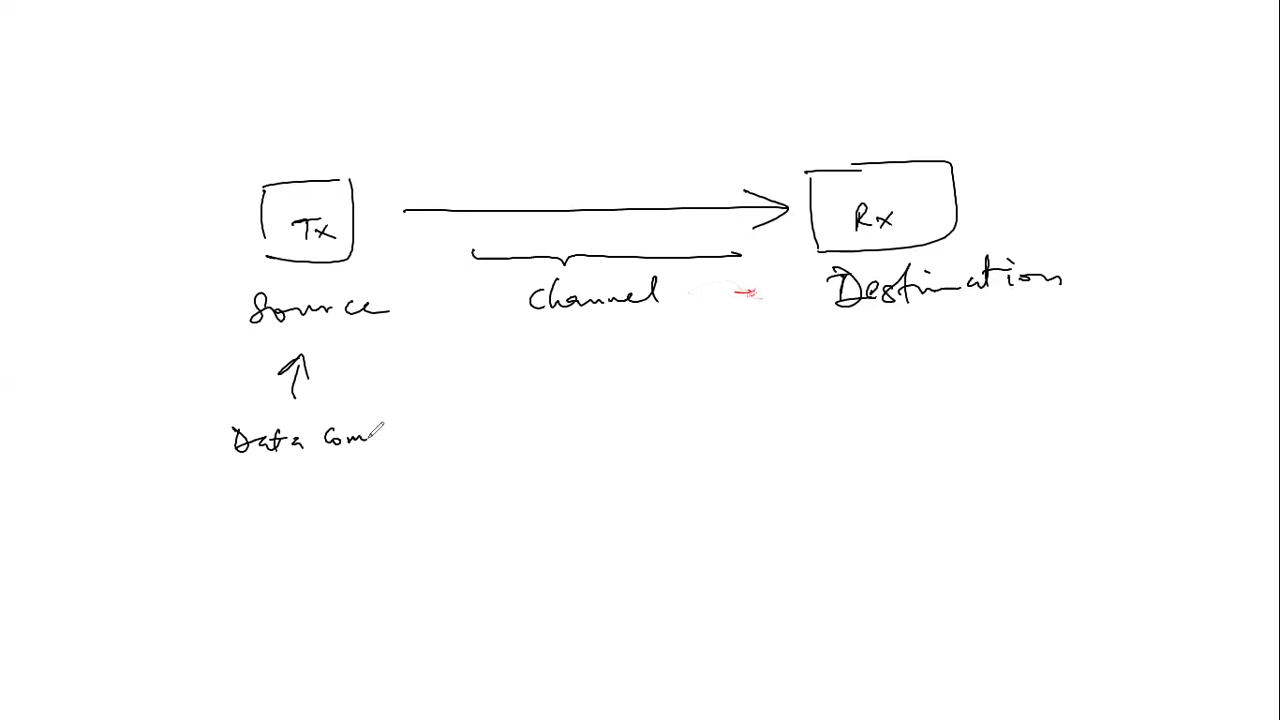 Tx
Rx
Source
Channel
Destination
Data Com